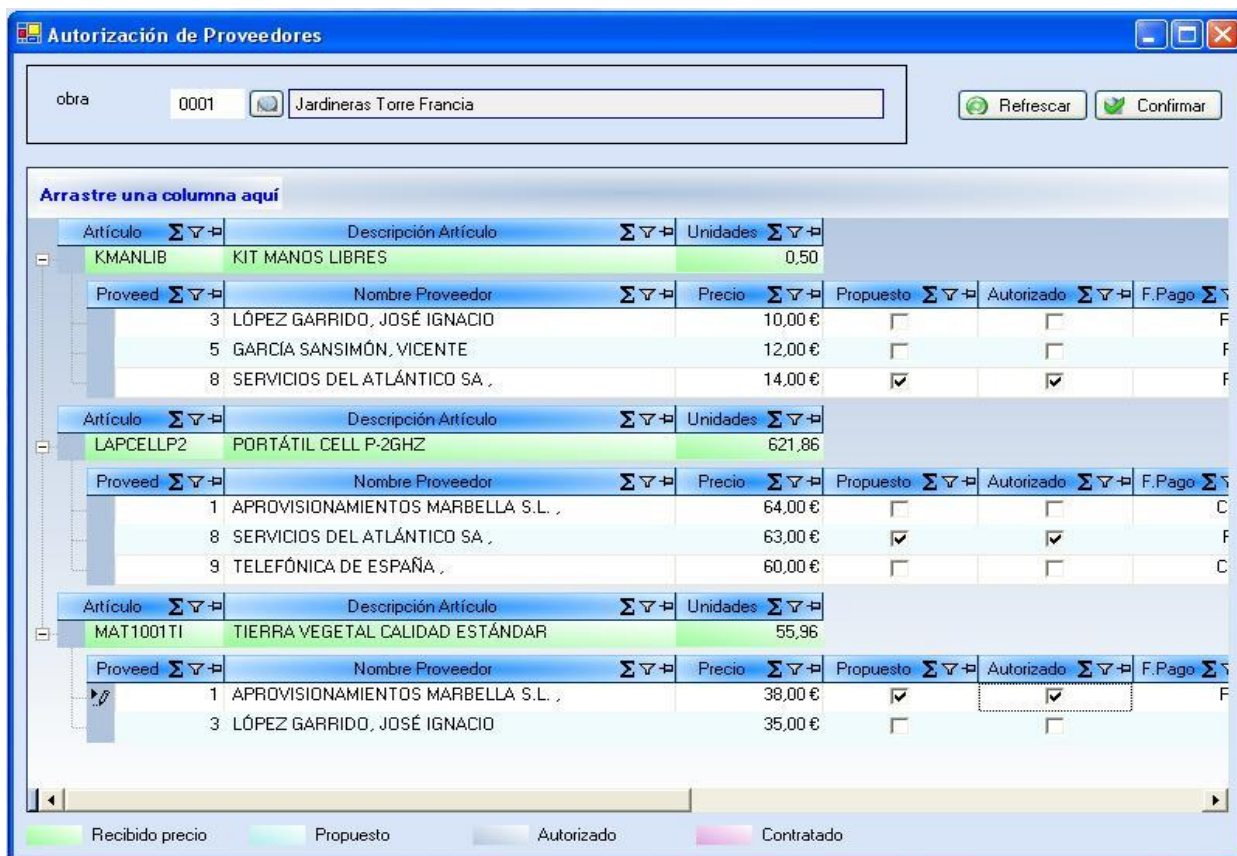 Autorización de Proveedores
obra 0001 Jardineras Torre Francia Refrescar Confirmar
Arrastre una columna aquí
Artículo Σ Descripción Artículo Σ Unidades Σ
KMANLIB KIT MANOS LIBRES 0,50
Proveed Σ Nombre Proveedor Σ Precio Σ Propuesto Σ Autorizado Σ F.Pago Σ
3 LÓPEZ GARRIDO, JOSÉ IGNACIO 10,00 €
5 GARCÍA SANSIMÓN, VICENTE 12,00 €
8 SERVICIOS DEL ATLÁNTICO SA , 14,00 €
Artículo Σ Descripción Artículo Σ Unidades Σ
LAPCELLP2 PORTÁTIL CELL P-2GHZ 621,86
Proveed Σ Nombre Proveedor Σ Precio Σ Propuesto Σ Autorizado Σ F.Pago Σ
1 APROVISIONAMIENTOS MARBELLA S.L. , 64,00 € C
8 SERVICIOS DEL ATLÁNTICO SA , 63,00 €
9 TELEFÓNICA DE ESPAÑA , 60,00 € C
Artículo Σ Descripción Artículo Σ Unidades Σ
MAT1001TI TIERRA VEGETAL CALIDAD ESTÁNDAR 55,96
Proveed Σ Nombre Proveedor Σ Precio Σ Propuesto Σ Autorizado Σ F.Pago Σ
1 APROVISIONAMIENTOS MARBELLA S.L. , 38,00 €
3 LÓPEZ GARRIDO, JOSÉ IGNACIO 35,00 €
Recibido precio Propuesto Autorizado Contratado